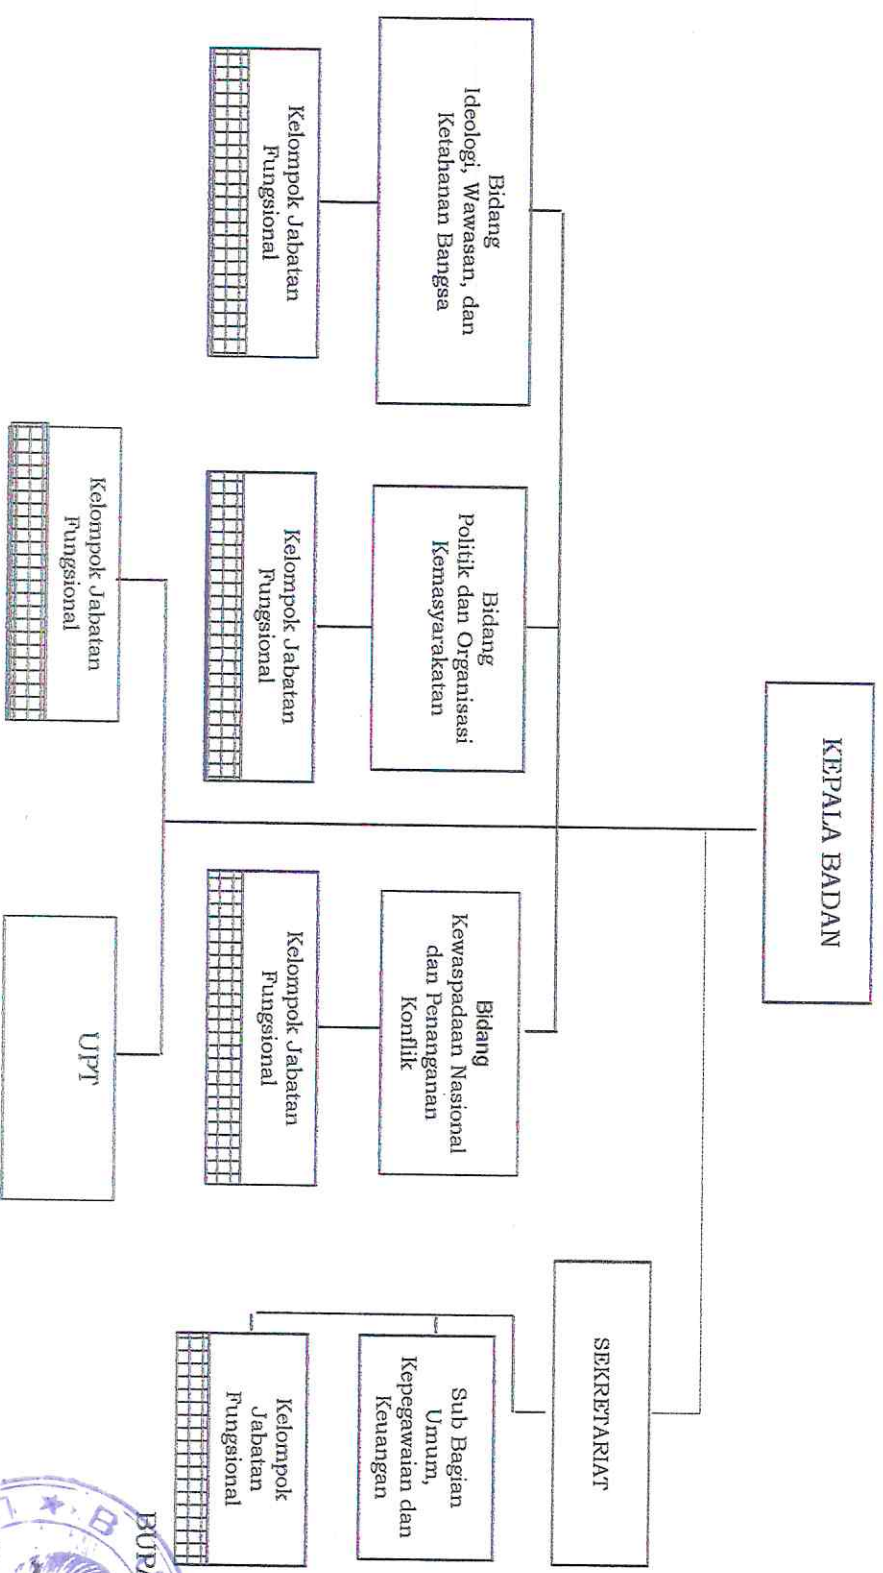 KEPALA BADAN
SEKRETARIAT
Sub Bagian
Umum,
Kepegawaian dan
Keuangan
Kelompok
Jabatan
Fungsional
Bidang
Ideologi, Wawasan, dan
Ketahanan Bangsa
Bidang
Politik dan Organisasi
Kemasyarakatan
Bidang
Kewaspadaan Nasional
dan Penanganan
Konflik
Kelompok Jabatan
Fungsional
Kelompok Jabatan
Fungsional
Kelompok Jabatan
Fungsional
Kelompok Jabatan
Fungsional
UPT
B